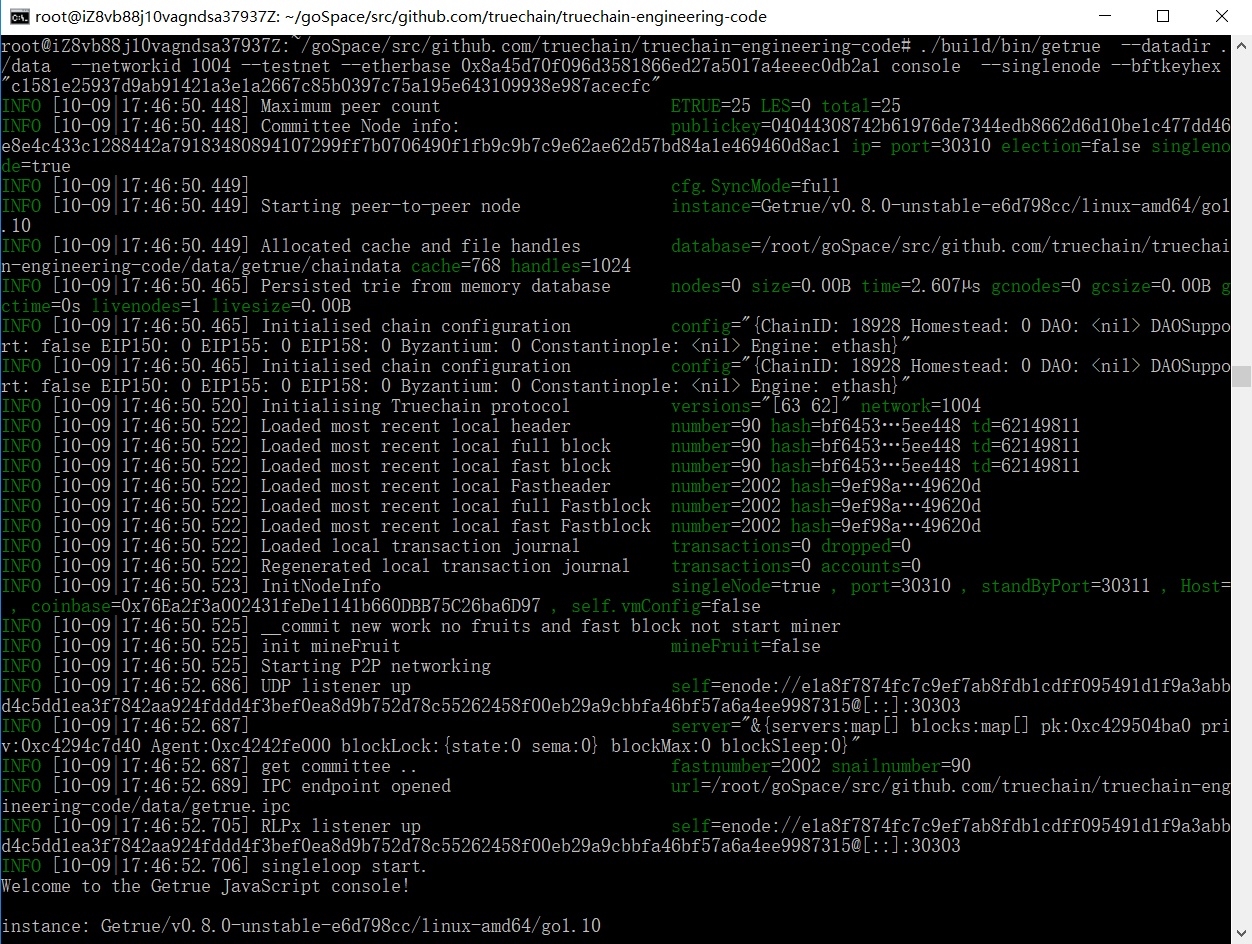 root@iZ8vb88j10vagndsa37937Z: ~/goSpace/src/github.com/truechain/truechain-engineering-code
root@iZ8vb88j10vagndsa37937Z:~/goSpace/src/github.com/truechain/truechain-engineering-code# ./build/bin/getrue  --datadir .
/data  --networkid 1004 --testnet --etherbase 0x8a45d70f096d3581866ed27a5017a4eeec0db2a1 console  --singlenode --bftkeyhex
"c1581e25937d9ab91421a3e1a2667c85b0397c75a195e643109938e987acecfc"
INFO [10-09|17:46:50.448] Maximum peer count                       ETRUE=25 LES=0 total=25
INFO [10-09|17:46:50.448] Committee Node info:                     publickey=04044308742b61976de7344edb8662d6d10be1c477dd46
e8e4c433c1288442a79183480894107299ff7b0706490f1fb9c9b7c9e62ae62d57bd84a1e469460d8ac1 ip= port=30310 election=false singleno
de=true
INFO [10-09|17:46:50.449]                                          cfg.SyncMode=full
INFO [10-09|17:46:50.449] Starting peer-to-peer node               instance=Getrue/v0.8.0-unstable-e6d798cc/linux-amd64/go1
.10
INFO [10-09|17:46:50.449] Allocated cache and file handles         database=/root/goSpace/src/github.com/truechain/truechai
n-engineering-code/data/getrue/chaindata cache=768 handles=1024
INFO [10-09|17:46:50.465] Persisted trie from memory database      nodes=0 size=0.00B time=2.607µs gcnodes=0 gcsize=0.00B g
ctime=0s livenodes=1 livesize=0.00B
INFO [10-09|17:46:50.465] Initialised chain configuration          config="{ChainID: 18928 Homestead: 0 DAO: <nil> DAOSuppo
rt: false EIP150: 0 EIP155: 0 EIP158: 0 Byzantium: 0 Constantinople: <nil> Engine: ethash}"
INFO [10-09|17:46:50.465] Initialised chain configuration          config="{ChainID: 18928 Homestead: 0 DAO: <nil> DAOSuppo
rt: false EIP150: 0 EIP155: 0 EIP158: 0 Byzantium: 0 Constantinople: <nil> Engine: ethash}"
INFO [10-09|17:46:50.520] Initialising Truechain protocol          versions="[63 62]" network=1004
INFO [10-09|17:46:50.522] Loaded most recent local header          number=90 hash=bf6453…5ee448 td=62149811
INFO [10-09|17:46:50.522] Loaded most recent local full block      number=90 hash=bf6453…5ee448 td=62149811
INFO [10-09|17:46:50.522] Loaded most recent local fast block      number=90 hash=bf6453…5ee448 td=62149811
INFO [10-09|17:46:50.522] Loaded most recent local Fastheader      number=2002 hash=9ef98a…49620d
INFO [10-09|17:46:50.522] Loaded most recent local full Fastblock  number=2002 hash=9ef98a…49620d
INFO [10-09|17:46:50.522] Loaded most recent local fast Fastblock  number=2002 hash=9ef98a…49620d
INFO [10-09|17:46:50.522] Loaded local transaction journal         transactions=0 dropped=0
INFO [10-09|17:46:50.522] Regenerated local transaction journal    transactions=0 accounts=0
INFO [10-09|17:46:50.523] InitNodeInfo                             singleNode=true , port=30310 , standByPort=30311 , Host=
 , coinbase=0x76Ea2f3a002431feDe1141b660DBB75C26ba6D97 , self.vmConfig=false
INFO [10-09|17:46:50.525] __commit new work no fruits and fast block not start miner
INFO [10-09|17:46:50.525] init mineFruit                           mineFruit=false
INFO [10-09|17:46:50.525] Starting P2P networking
INFO [10-09|17:46:52.686] UDP listener up                          self=enode://e1a8f7874fc7c9ef7ab8fdb1cdff095491d1f9a3abb
d4c5dd1ea3f7842aa924fddd4f3bef0ea8d9b752d78c55262458f00eb29a9cbbfa46bf57a6a4ee9987315@[::]:30303
INFO [10-09|17:46:52.687]                                          server="&{servers:map[] blocks:map[] pk:0xc429504ba0 pri
v:0xc4294c7d40 Agent:0xc4242fe000 blockLock:{state:0 sema:0} blockMax:0 blockSleep:0}"
INFO [10-09|17:46:52.687] get committee ..                         fastnumber=2002 snailnumber=90
INFO [10-09|17:46:52.689] IPC endpoint opened                      url=/root/goSpace/src/github.com/truechain/truechain-eng
ineering-code/data/getrue.ipc
INFO [10-09|17:46:52.705] RLPx listener up                         self=enode://e1a8f7874fc7c9ef7ab8fdb1cdff095491d1f9a3abb
d4c5dd1ea3f7842aa924fddd4f3bef0ea8d9b752d78c55262458f00eb29a9cbbfa46bf57a6a4ee9987315@[::]:30303
INFO [10-09|17:46:52.706] singleloop start.
Welcome to the Getrue JavaScript console!

instance: Getrue/v0.8.0-unstable-e6d798cc/linux-amd64/go1.10